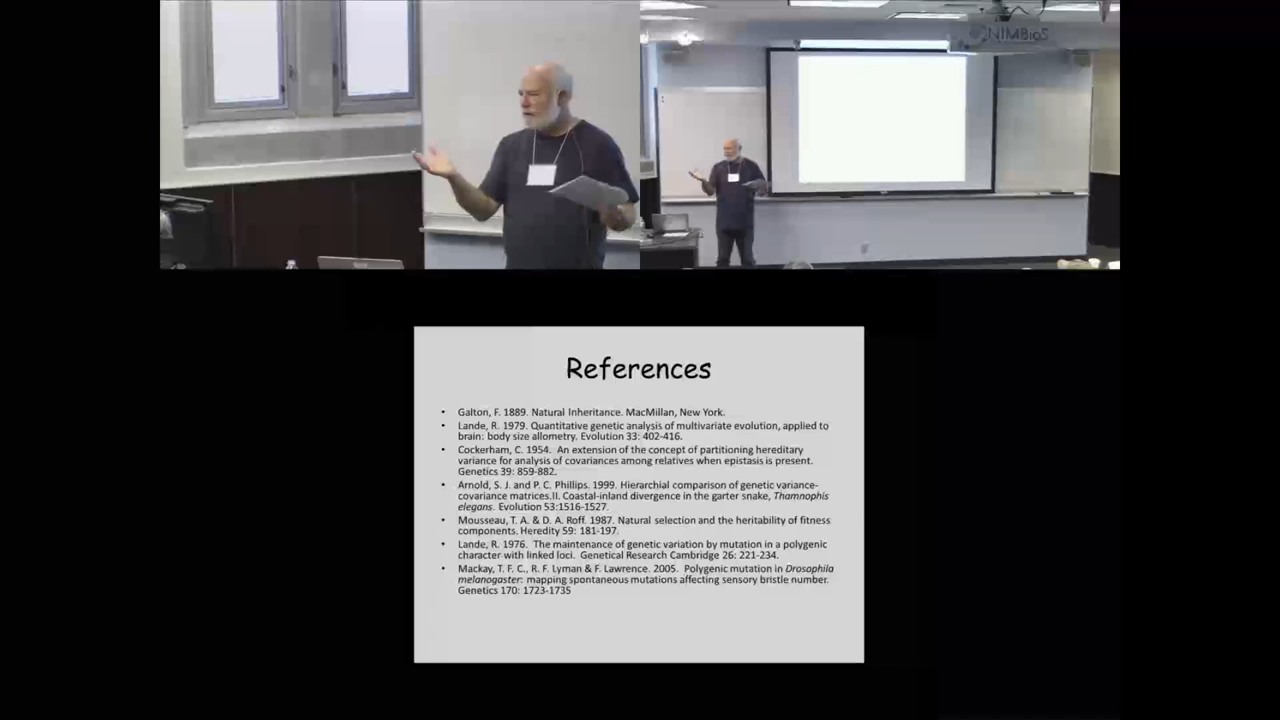 NIMBioS
References
• Galton, F. 1889. Natural Inheritance. MacMillan, New York.
• Lande, R. 1979. Quantitative genetic analysis of multivariate evolution, applied to
brain: body size allometry. Evolution 33: 402-416.
• Cockerham, C. 1954. An extension of the concept of partitioning hereditary
variance for analysis of covariances among relatives when epistasis is present.
Genetics 39: 859-882.
• Arnold, S. J. and P. C. Phillips. 1999. Hierarchial comparison of genetic variance-
covariance matrices.II. Coastal-inland divergence in the garter snake, Thamnophis
elegans. Evolution 53:1516-1527.
• Mousseau, T. A. & D. A. Roff. 1987. Natural selection and the heritability of fitness
components. Heredity 59: 181-197.
• Lande, R. 1976. The maintenance of genetic variation by mutation in a polygenic
character with linked loci. Genetical Research Cambridge 26: 221-234.
• Mackay, T. F. C., R. F. Lyman & F. Lawrence. 2005. Polygenic mutation in Drosophila
melanogaster: mapping spontaneous mutations affecting sensory bristle number.
Genetics 170: 1723-1735